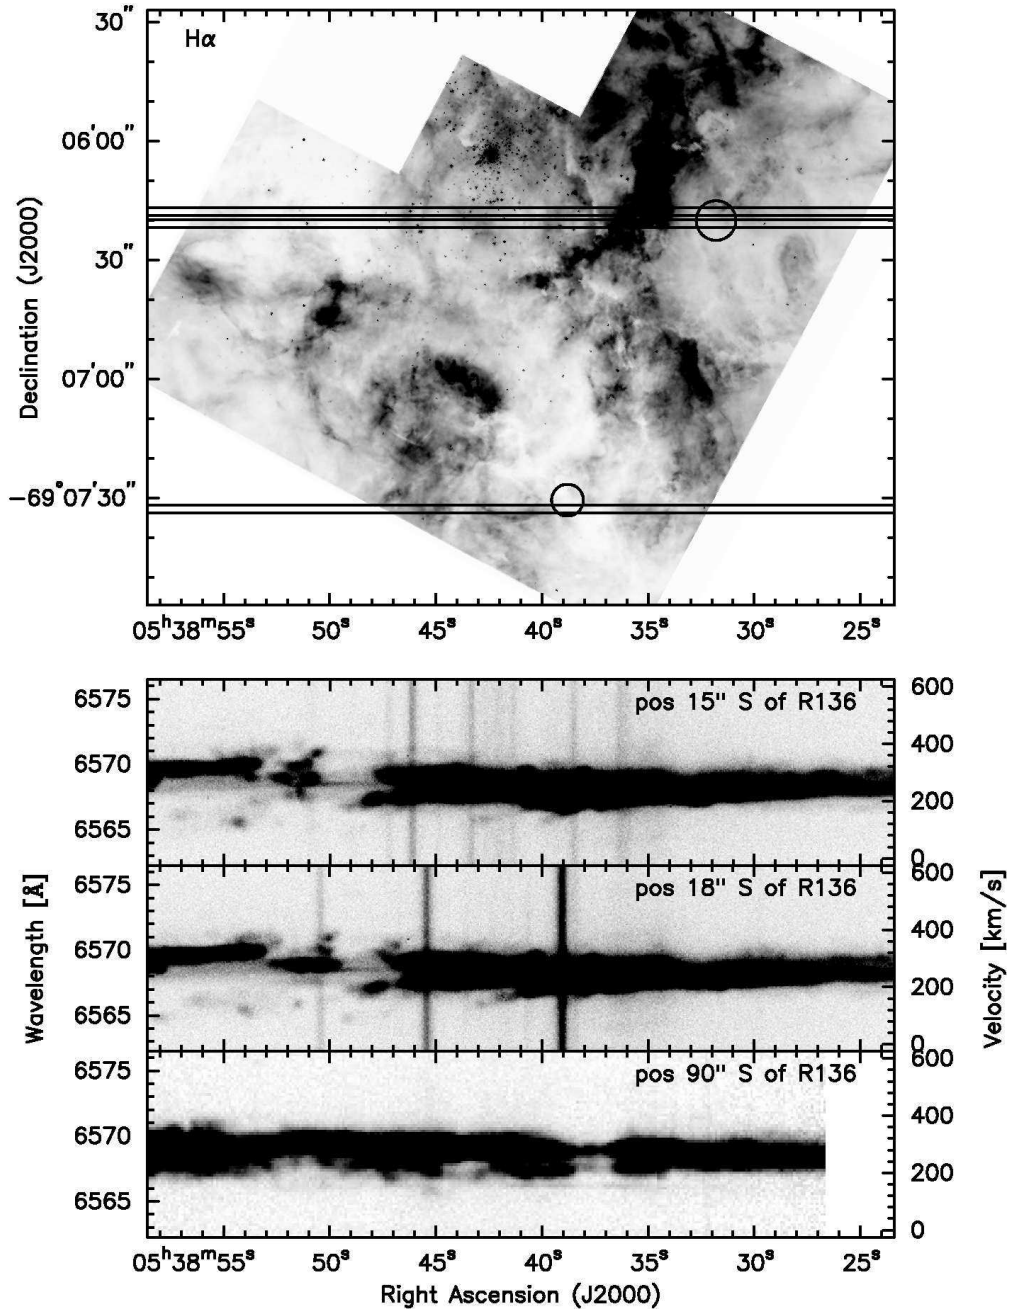 30"
Hα
06'00"
30"
07'00"
-69°07'30"
Declination (J2000)
05ʰ38ᵐ55ˢ 50ˢ 45ˢ 40ˢ 35ˢ 30ˢ 25ˢ
6575 pos 15" S of R136 600
6570 400
200
6565
0
6575 pos 18" S of R136 600
400
6570
200
6565
0
6575 pos 90" S of R136 600
400
6570
200
6565
0
Wavelength [Å]
Velocity [km/s]
05ʰ38ᵐ55ˢ 50ˢ 45ˢ 40ˢ 35ˢ 30ˢ 25ˢ
Right Ascension (J2000)